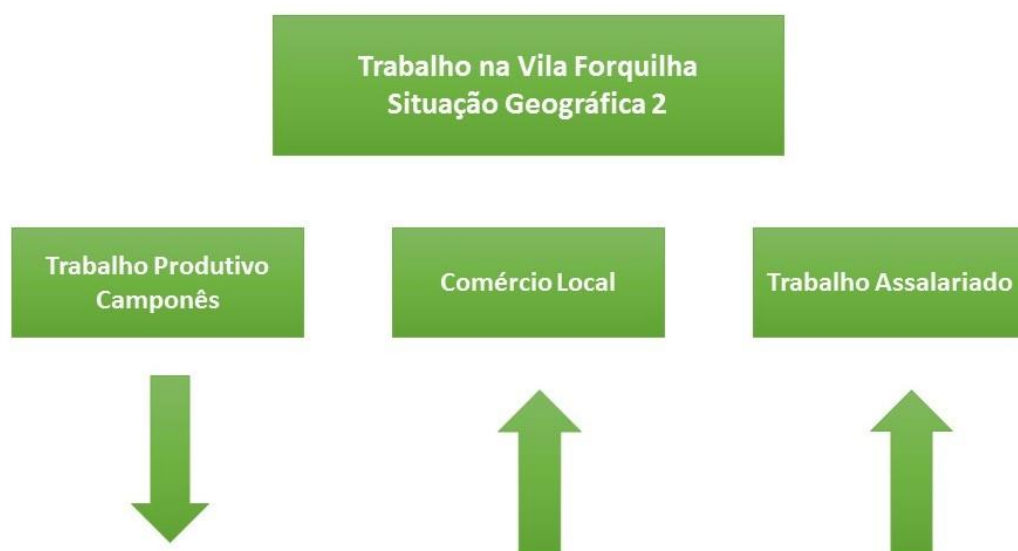 Trabalho na Vila Forquilha
Situação Geográfica 2
Trabalho Produtivo
Camponês
Comércio Local
Trabalho Assalariado